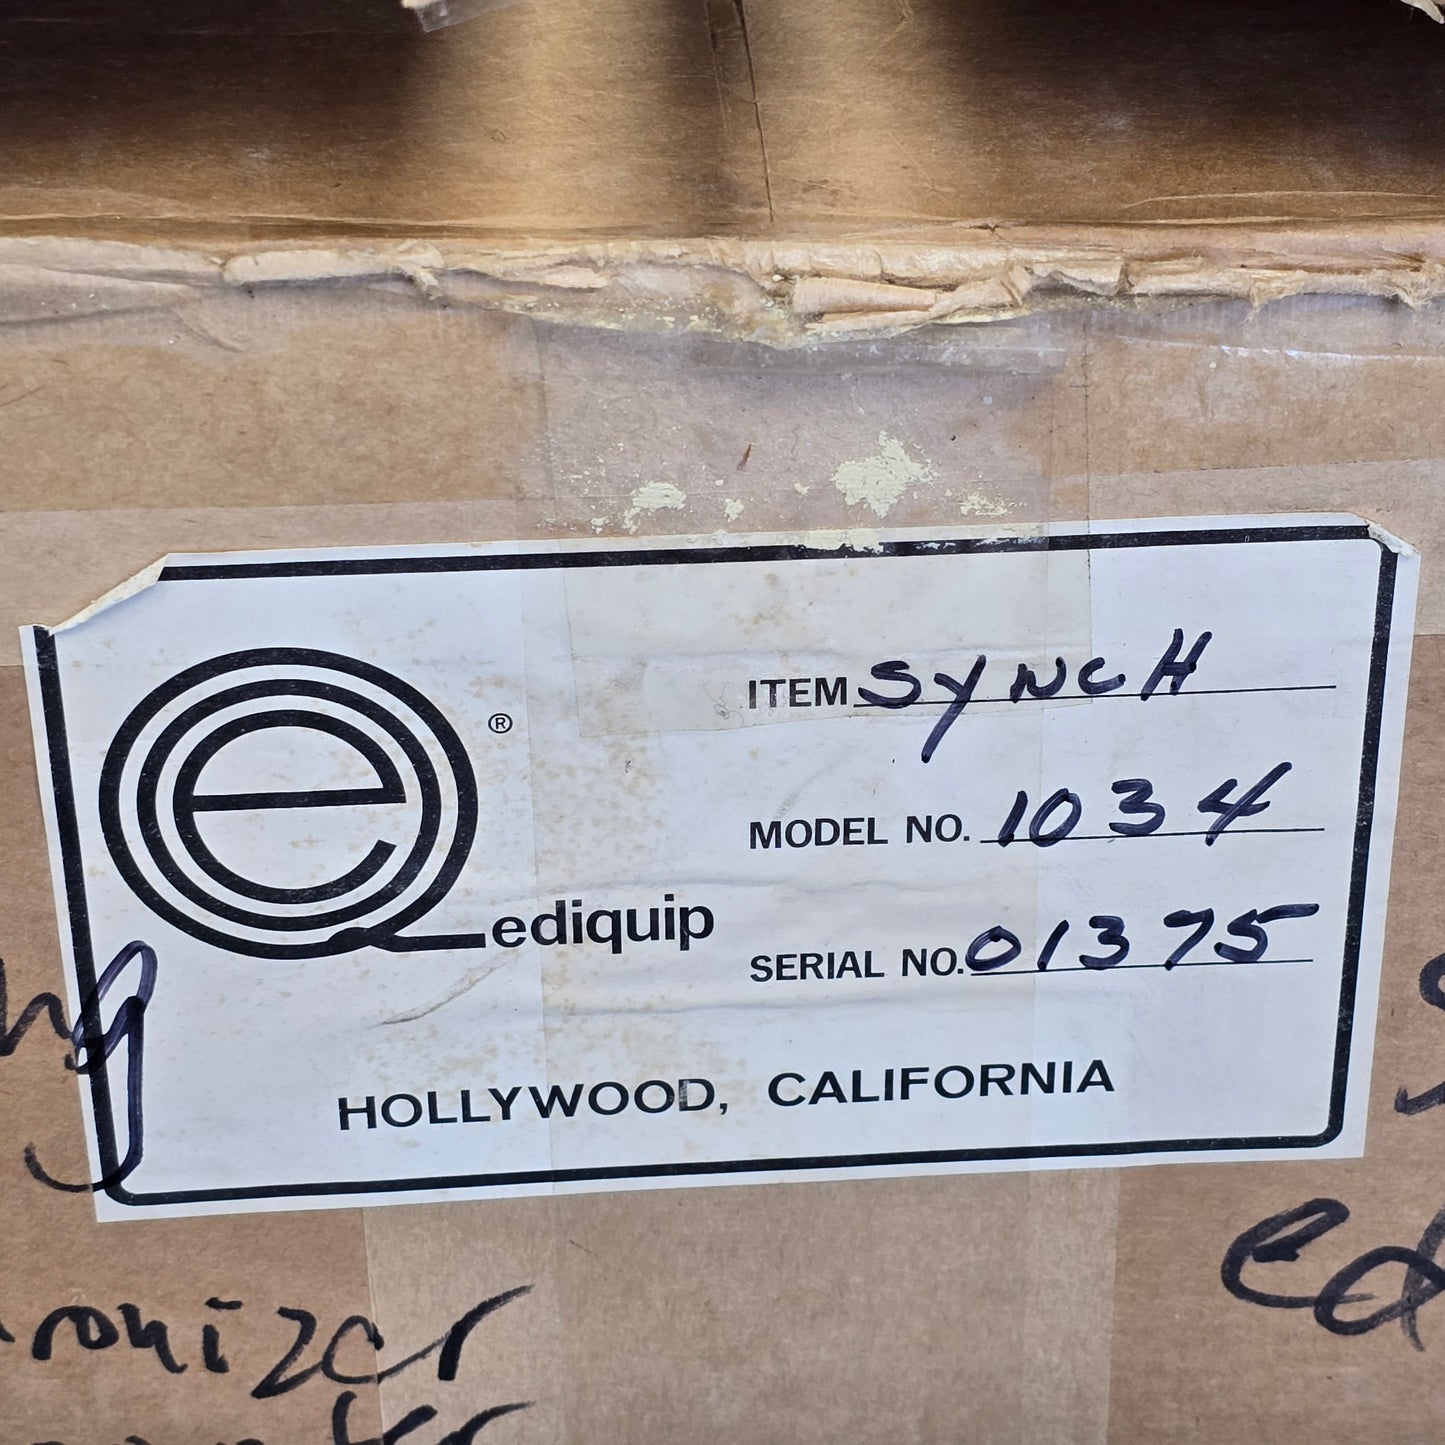 ®
ITEM SYNCH
MODEL NO. 1034
ediquip
SERIAL NO. 01375
HOLLYWOOD, CALIFORNIA